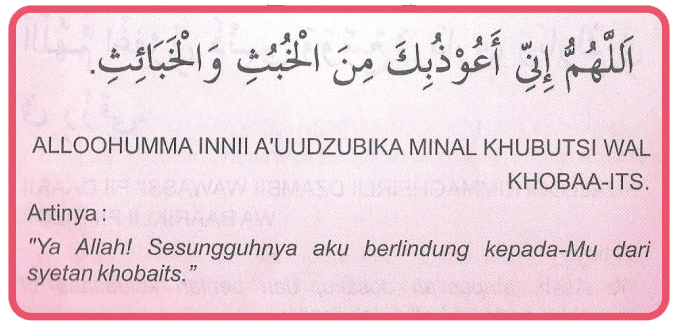 اَللّٰهُمَّ إِنِّيْ أَعُوْذُبِكَ مِنَ الْخُبُثِ وَالْخَبَائِثِ.
ALLOOHUMMA INNII A'UUDZUBIKA MINAL KHUBUTSI WAL
KHOBAA-ITS.
Artinya :
"Ya Allah! Sesungguhnya aku berlindung kepada-Mu dari
syetan khobaits."